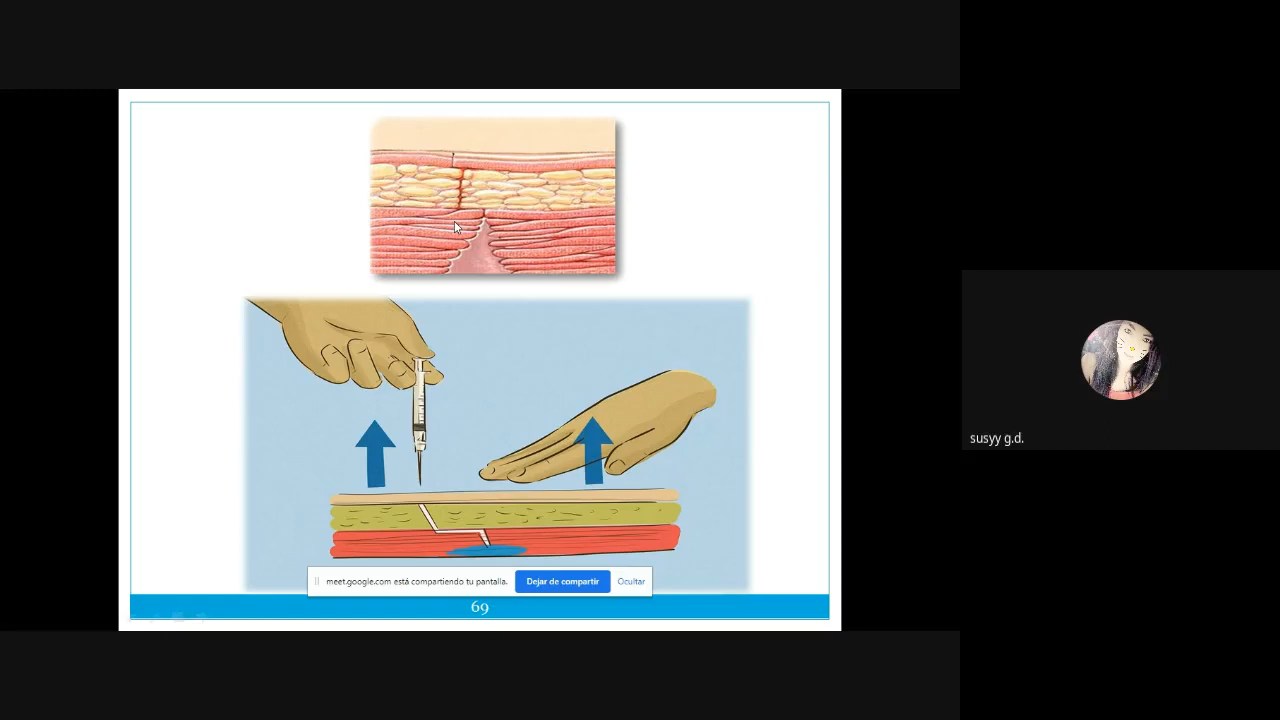 susyy g.d.
meet.google.com está compartiendo tu pantalla.
Dejar de compartir
Ocultar
69